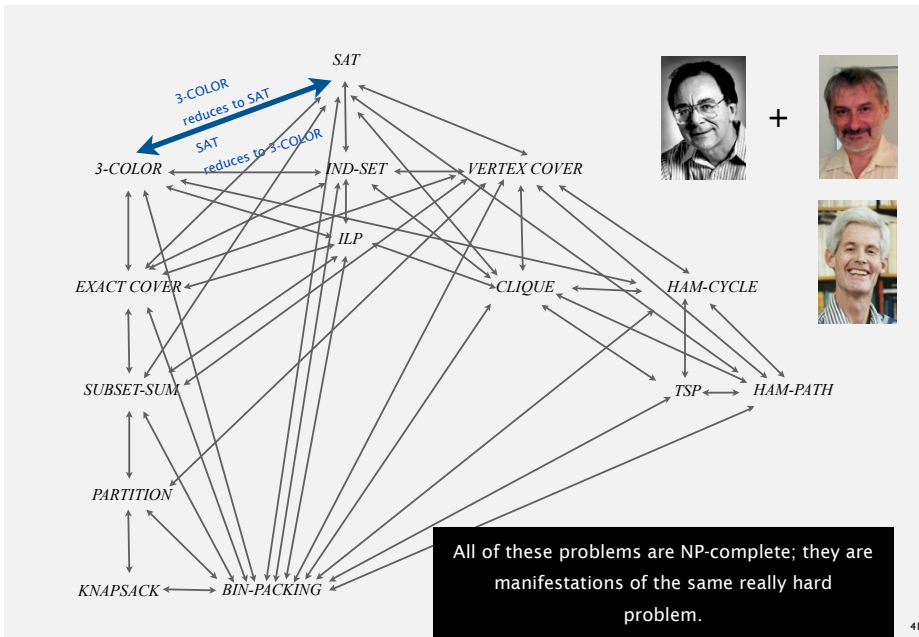 SAT
3-COLOR
reduces to SAT
SAT
reduces to 3-COLOR
+
3-COLOR
IND-SET
VERTEX COVER
ILP
EXACT COVER
CLIQUE
HAM-CYCLE
SUBSET-SUM
TSP
HAM-PATH
PARTITION
KNAPSACK
BIN-PACKING
All of these problems are NP-complete; they are
manifestations of the same really hard
problem.
41